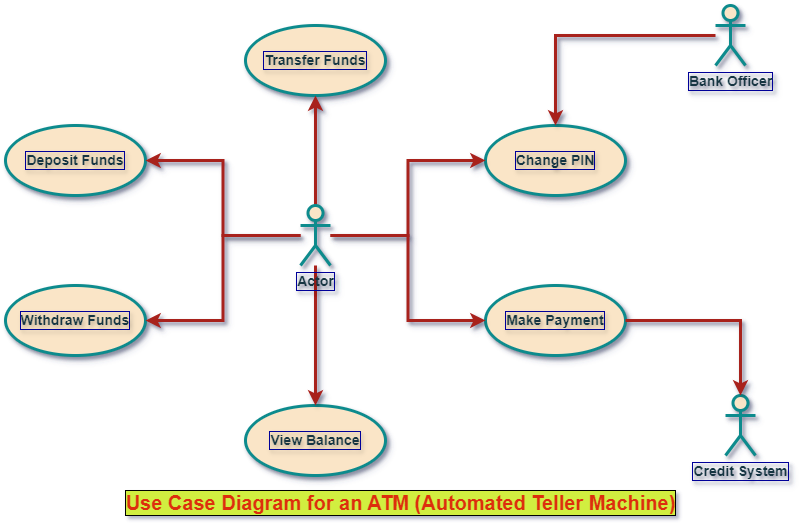 Transfer Funds
Bank Officer
Deposit Funds
Change PIN
Actor
Withdraw Funds
Make Payment
View Balance
Credit System
Use Case Diagram for an ATM (Automated Teller Machine)